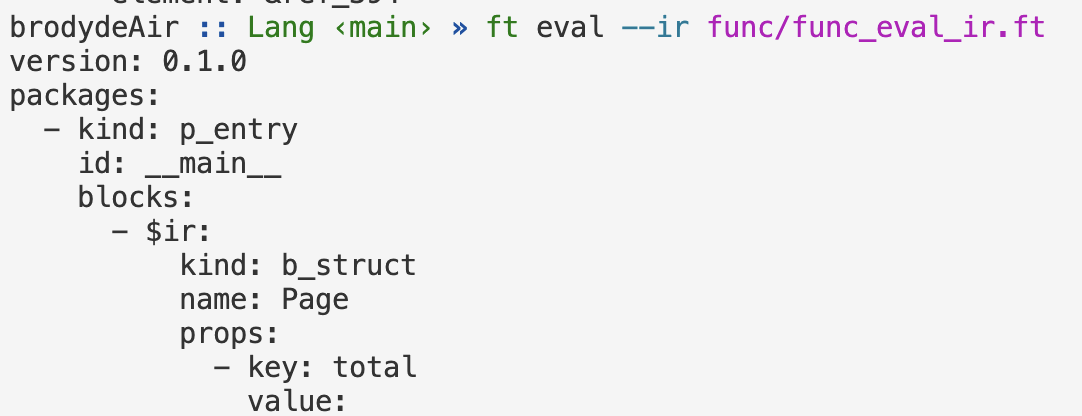 brodydeAir :: Lang ‹main› » ft eval --ir func/func_eval_ir.ft
version: 0.1.0
packages:
  - kind: p_entry
    id: __main__
    blocks:
      - $ir:
          kind: b_struct
          name: Page
          props:
            - key: total
              value: